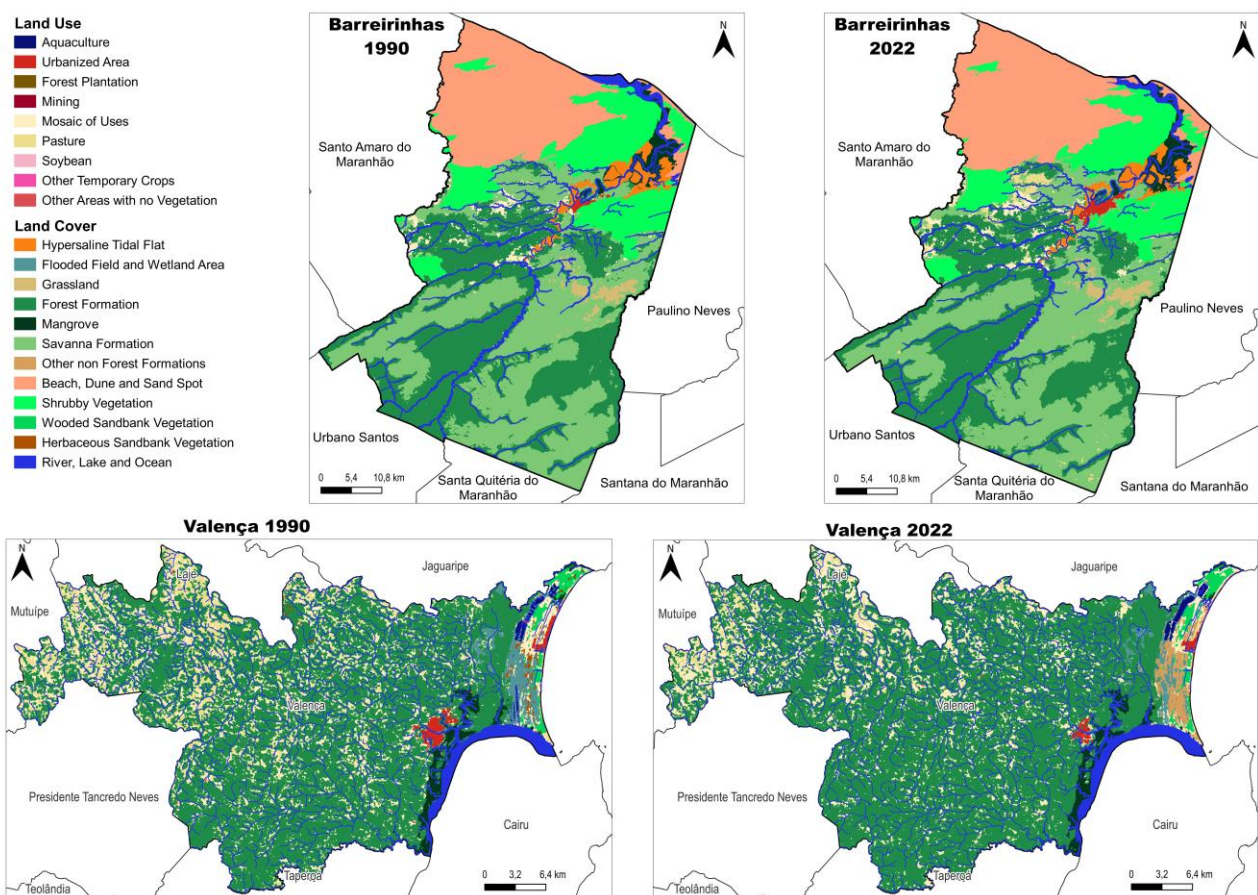 Land Use
Aquaculture
Urbanized Area
Forest Plantation
Mining
Mosaic of Uses
Pasture
Soybean
Other Temporary Crops
Other Areas with no Vegetation
Land Cover
Hypersaline Tidal Flat
Flooded Field and Wetland Area
Grassland
Forest Formation
Mangrove
Savanna Formation
Other non Forest Formations
Beach, Dune and Sand Spot
Shrubby Vegetation
Wooded Sandbank Vegetation
Herbaceous Sandbank Vegetation
River, Lake and Ocean
Barreirinhas
1990
N
Santo Amaro do
Maranhão
Paulino Neves
Urbano Santos
Santa Quitéria do
Maranhão
Santana do Maranhão
0 5,4 10,8 km
Barreirinhas
2022
N
Santo Amaro do
Maranhão
Paulino Neves
Urbano Santos
Santa Quitéria do
Maranhão
Santana do Maranhão
0 5,4 10,8 km
Valença 1990
N
Laje
Jaguaripe
Mutuípe
Valença
Presidente Tancredo Neves
Cairu
Taperoá
Teolândia
0 3,2 6,4 km
Valença 2022
N
Laje
Jaguaripe
Mutuípe
Valença
Presidente Tancredo Neves
Cairu
Taperoá
Teolândia
0 3,2 6,4 km